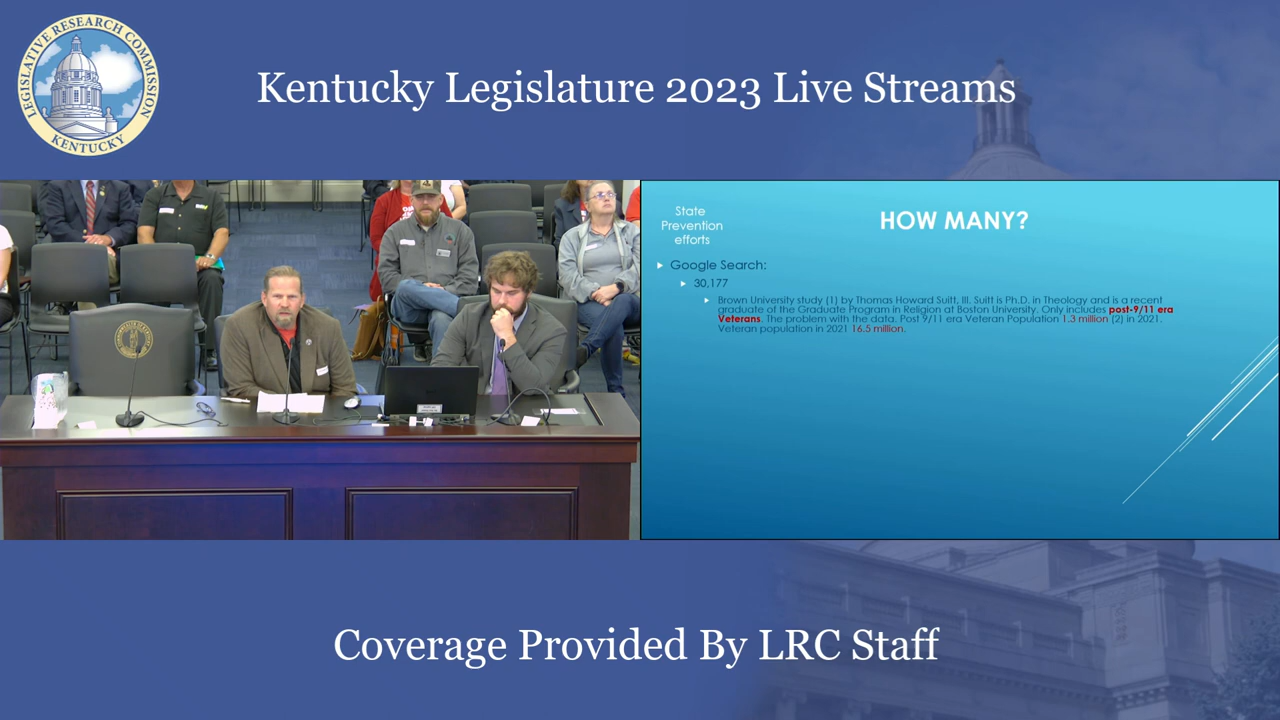 LEGISLATIVE RESEARCH COMMISSION
KENTUCKY
Kentucky Legislature 2023 Live Streams
State
Prevention
efforts
HOW MANY?
Google Search:
30,177
Brown University study (1) by Thomas Howard Suitt, III. Suitt is Ph.D. in Theology and is a recent
graduate of the Graduate Program in Religion at Boston University. Only includes post-9/11 era
Veterans. The problem with the data. Post 9/11 era Veteran Population 1.3 million (2) in 2021.
Veteran population in 2021 16.5 million.
Coverage Provided By LRC Staff